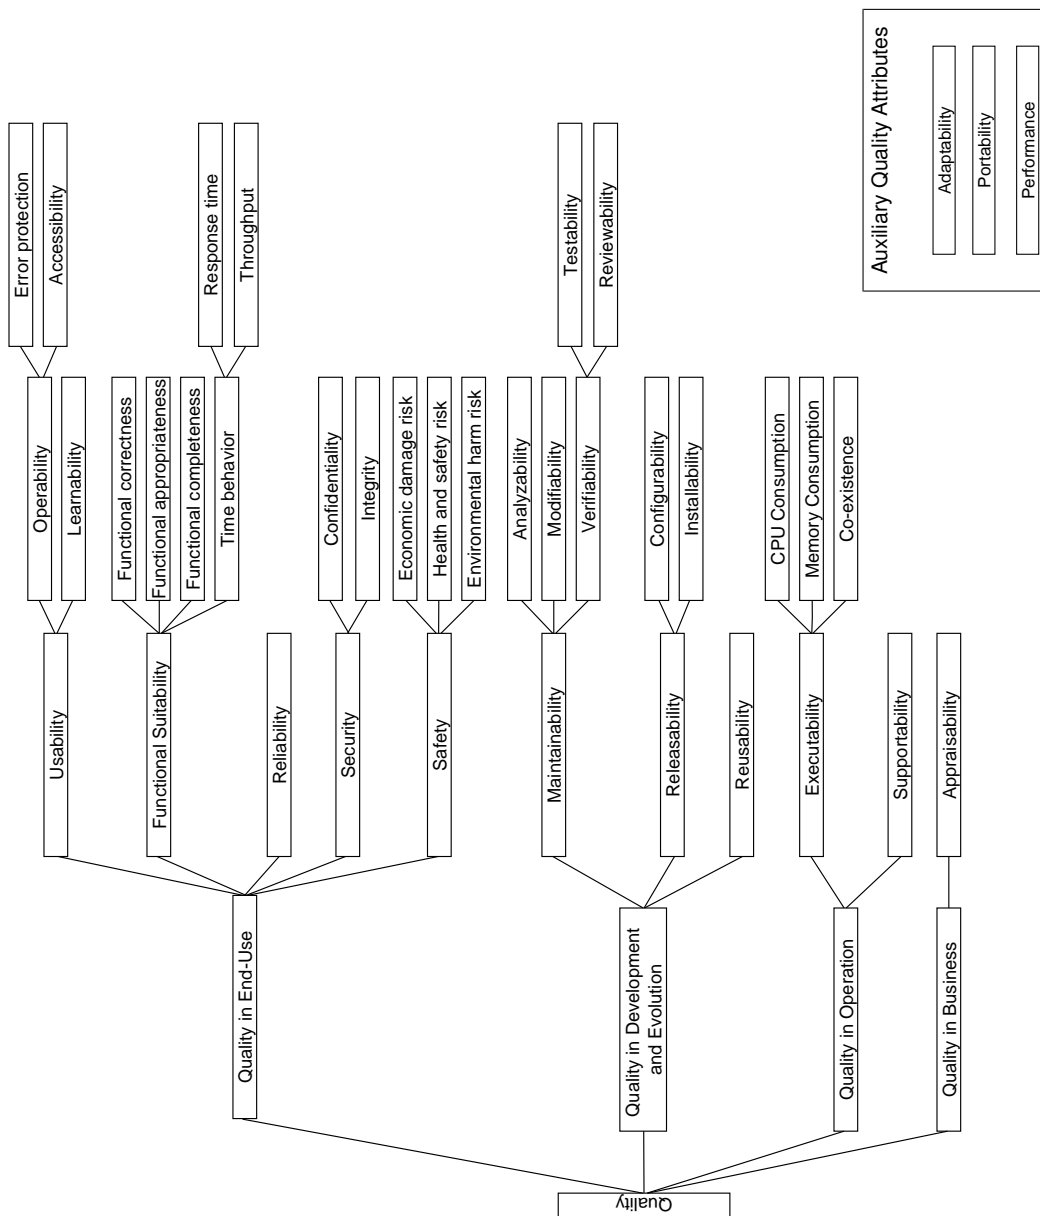 Quality
Quality in End-Use
Usability
Operability
Error protection
Accessibility
Learnability
Functional Suitability
Functional correctness
Functional appropriateness
Functional completeness
Time behavior
Response time
Throughput
Reliability
Security
Confidentiality
Integrity
Safety
Economic damage risk
Health and safety risk
Environmental harm risk
Quality in Development
and Evolution
Maintainability
Analyzability
Modifiability
Verifiability
Testability
Reviewability
Releasability
Configurability
Installability
Reusability
Quality in Operation
Executability
CPU Consumption
Memory Consumption
Co-existence
Supportability
Quality in Business
Appraisability
Auxiliary Quality Attributes
Adaptability
Portability
Performance